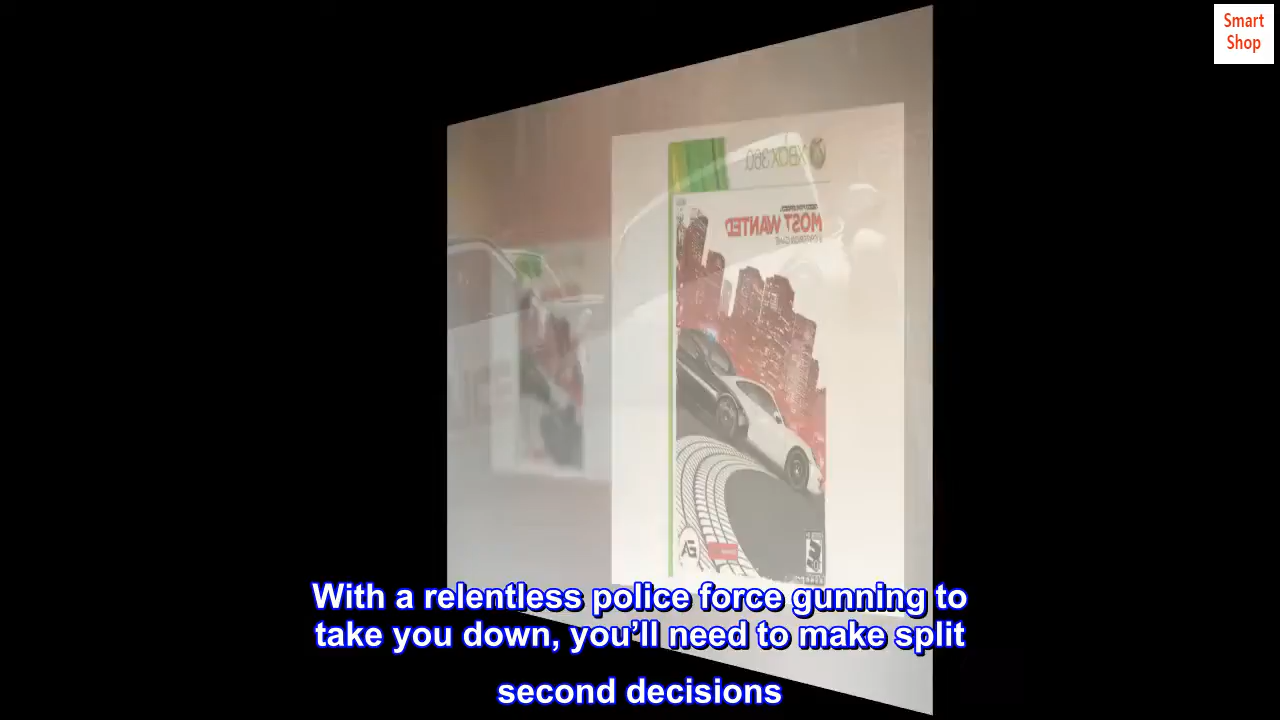 Smart
Shop
XBOX 360
MOST WANTED
With a relentless police force gunning to
take you down, you’ll need to make split
second decisions